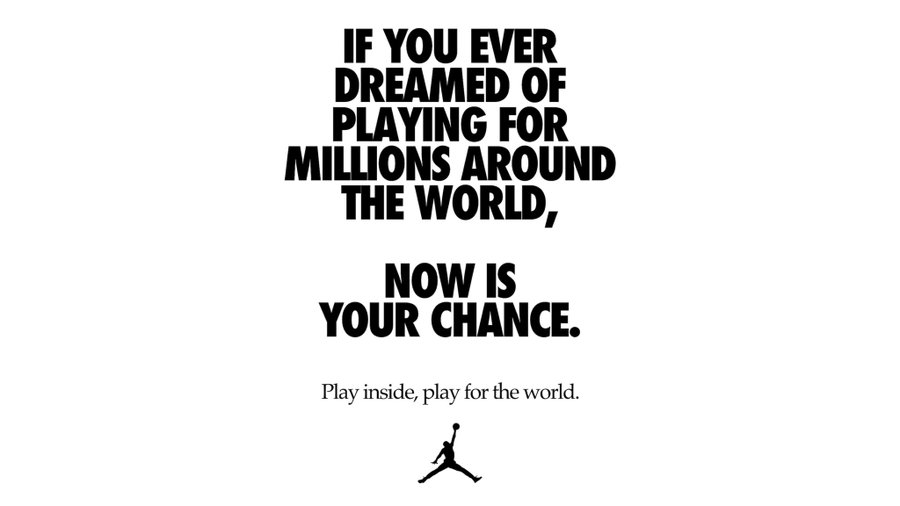 IF YOU EVER
DREAMED OF
PLAYING FOR
MILLIONS AROUND
THE WORLD,
NOW IS
YOUR CHANCE.
Play inside, play for the world.